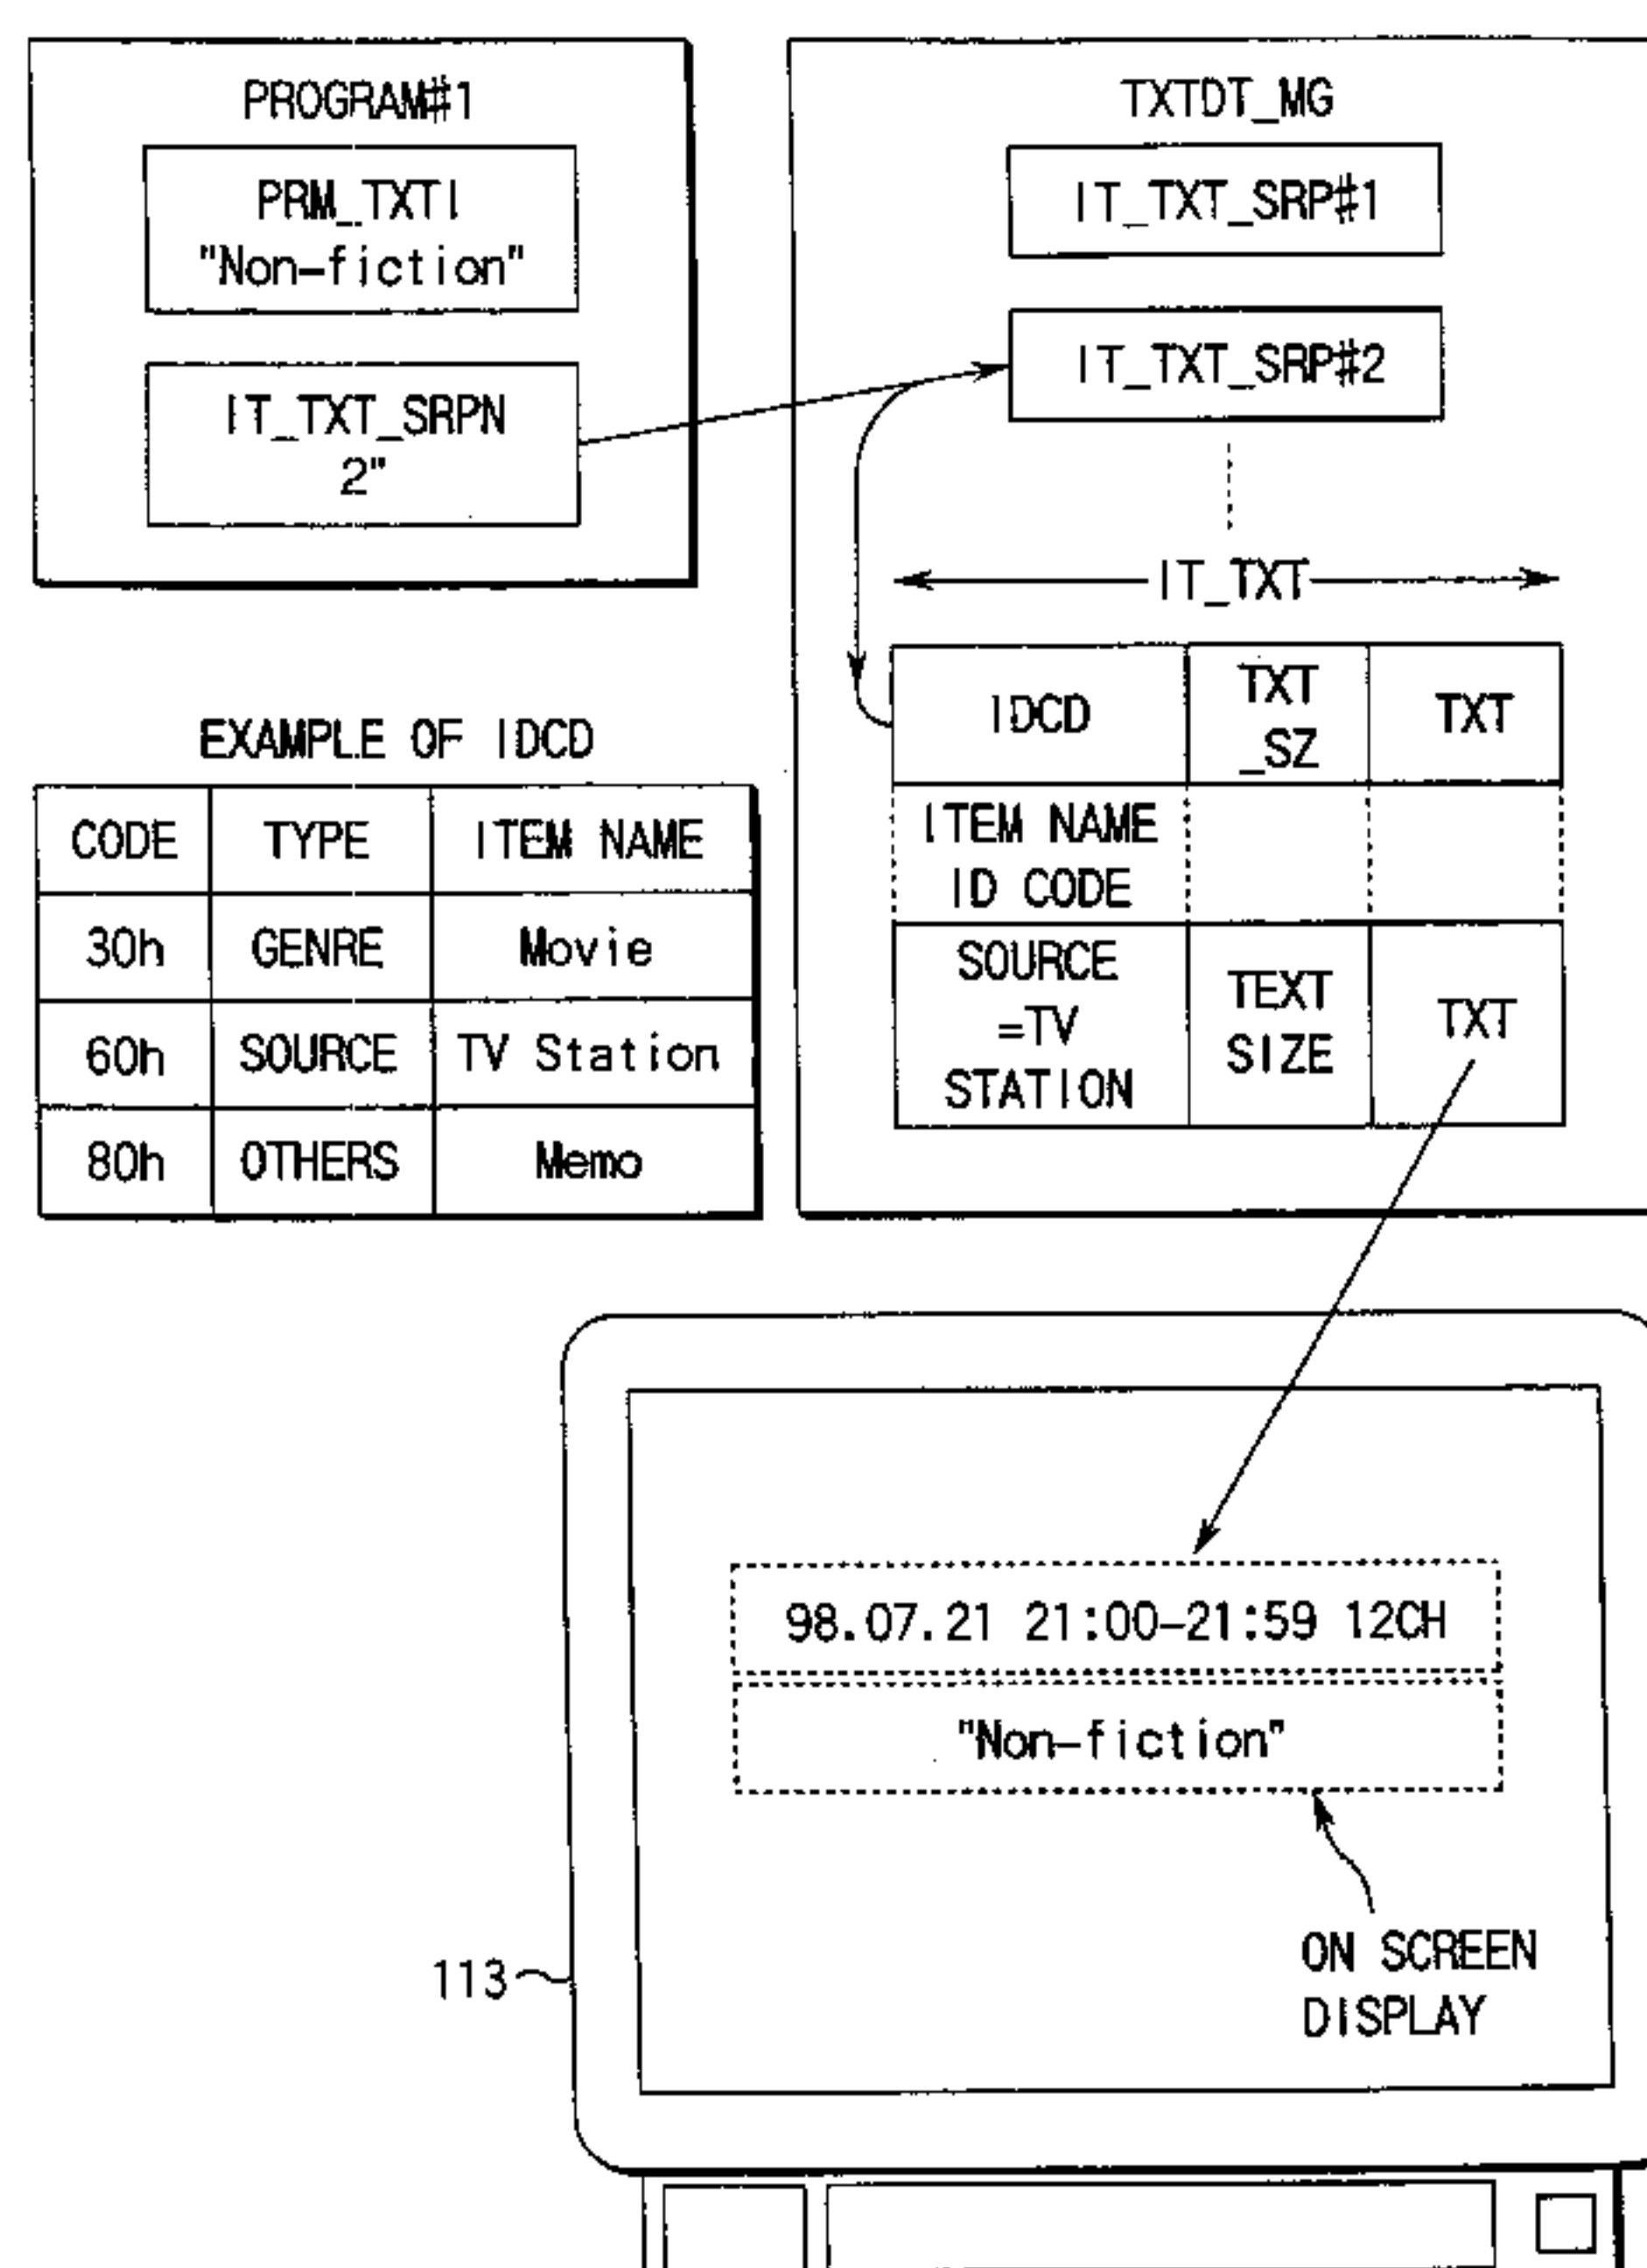 PROGRAM#1
PRM_TXTI
"Non-fiction"
IT_TXT_SRPN
2"
TXTDT_MG
IT_TXT_SRP#1
IT_TXT_SRP#2
IT_TXT
IDCD
TXT
_SZ
TXT
ITEM NAME
ID CODE
SOURCE
=TV
STATION
TEXT
SIZE
TXT
EXAMPLE OF IDCD
CODE TYPE ITEM NAME
30h GENRE Movie
60h SOURCE TV Station
80h OTHERS Memo
98.07.21 21:00-21:59 12CH
"Non-fiction"
ON SCREEN
DISPLAY
113